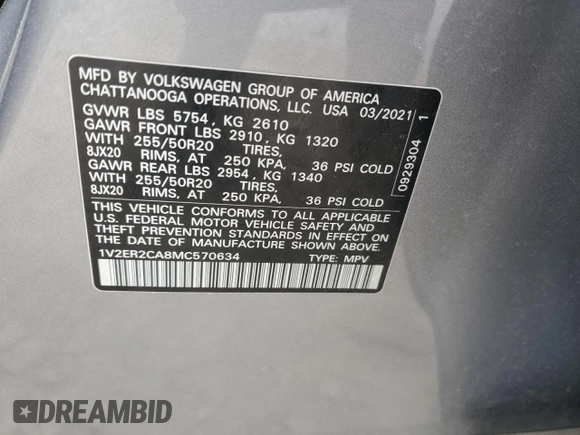 MFD BY VOLKSWAGEN GROUP OF AMERICA
CHATTANOOGA OPERATIONS, LLC. USA 03/2021
GVWR LBS 5754, KG 2610
GAWR FRONT LBS 2910, KG 1320
WITH 255/50R20 TIRES,
8JX20 RIMS, AT 250 KPA, 36 PSI COLD
GAWR REAR LBS 2954, KG 1340
WITH 255/50R20 TIRES,
8JX20 RIMS, AT 250 KPA, 36 PSI COLD
THIS VEHICLE CONFORMS TO ALL APPLICABLE
U.S. FEDERAL MOTOR VEHICLE SAFETY AND
THEFT PREVENTION STANDARDS IN EFFECT ON
THE DATE OF MANUFACTURE SHOWN ABOVE.
1V2ER2CA8MC570634 TYPE: MPV
0929304 1
DREAMBID